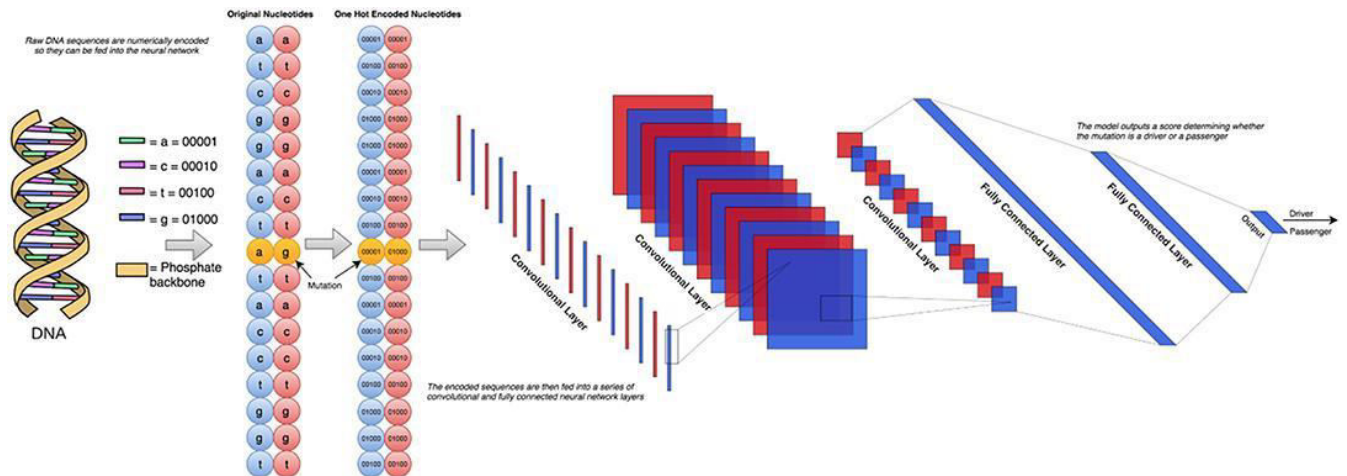 Original Nucleotides
One Hot Encoded Nucleotides
Raw DNA sequences are numerically encoded
so they can be fed into the neural network
= a = 00001
= c = 00010
= t = 00100
= g = 01000
= Phosphate
backbone
DNA
a a 00001 00001
t t 00100 00100
c c 00010 00010
g g 01000 01000
g g 01000 01000
a a 00001 00001
c c 00010 00010
t t 00100 00100
a g 00001 01000
Mutation
t t 00100 00100
a a 00001 00001
c c 00010 00010
c c 00010 00010
t t 00100 00100
g g 01000 01000
g g 01000 01000
t t 00100 00100
Convolutional Layer
The encoded sequences are then fed into a series of
convolutional and fully connected neural network layers
Convolutional Layer
Convolutional Layer
Fully Connected Layer
Fully Connected Layer
The model outputs a score determining whether
the mutation is a driver or a passenger
Output
Driver
Passenger